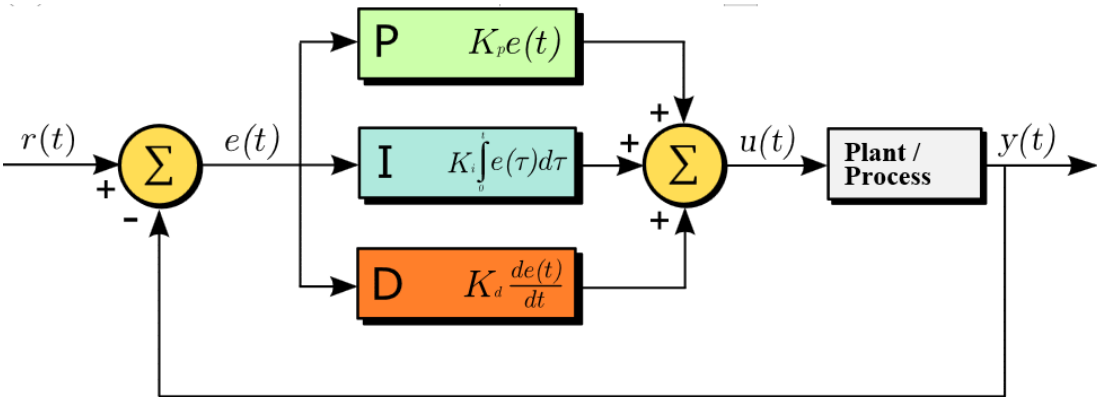 P K_p e(t)
r(t)
e(t)
I K_i ∫_0^t e(τ)dτ
D K_d de(t)/dt
+
-
Σ
+
+
+
Σ
u(t)
Plant /
Process
y(t)